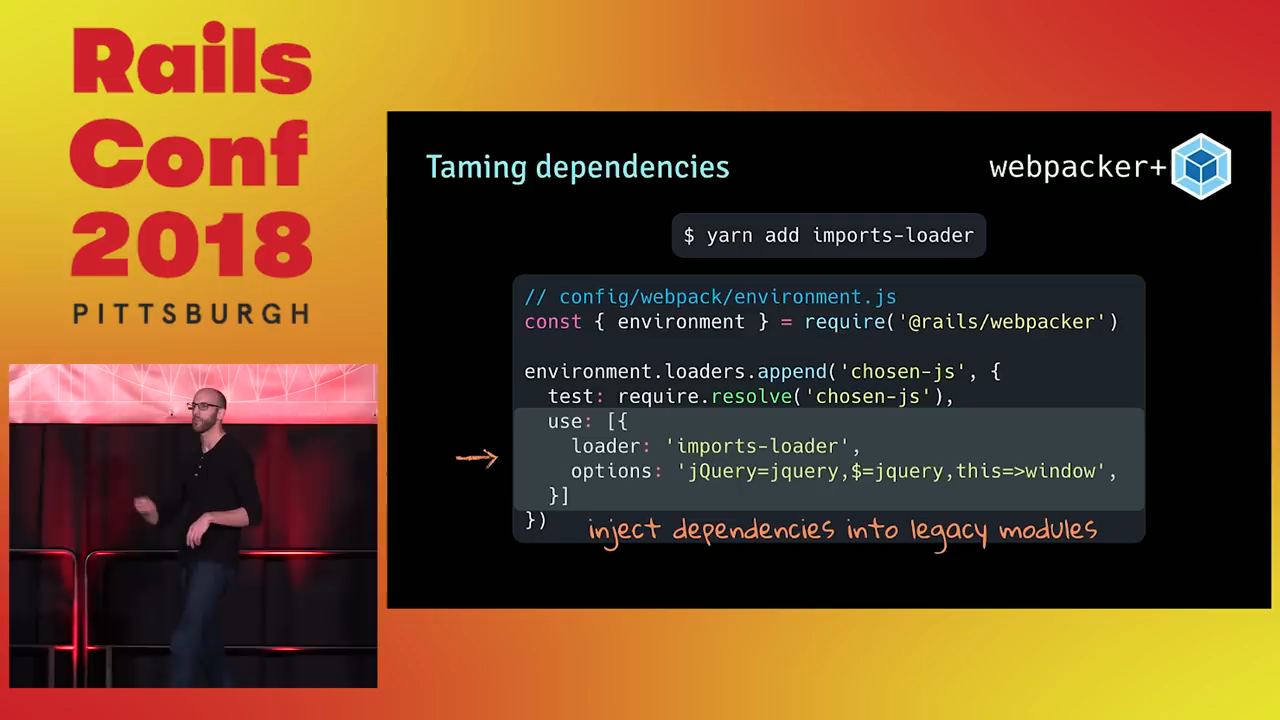 Rails
Conf
2018
PITTSBURGH
Taming dependencies
webpacker+
$ yarn add imports-loader
// config/webpack/environment.js
const { environment } = require('@rails/webpacker')
environment.loaders.append('chosen-js', {
  test: require.resolve('chosen-js'),
  use: [{
    loader: 'imports-loader',
    options: 'jQuery=jquery,$=jquery,this=>window',
  }]
})
inject dependencies into legacy modules